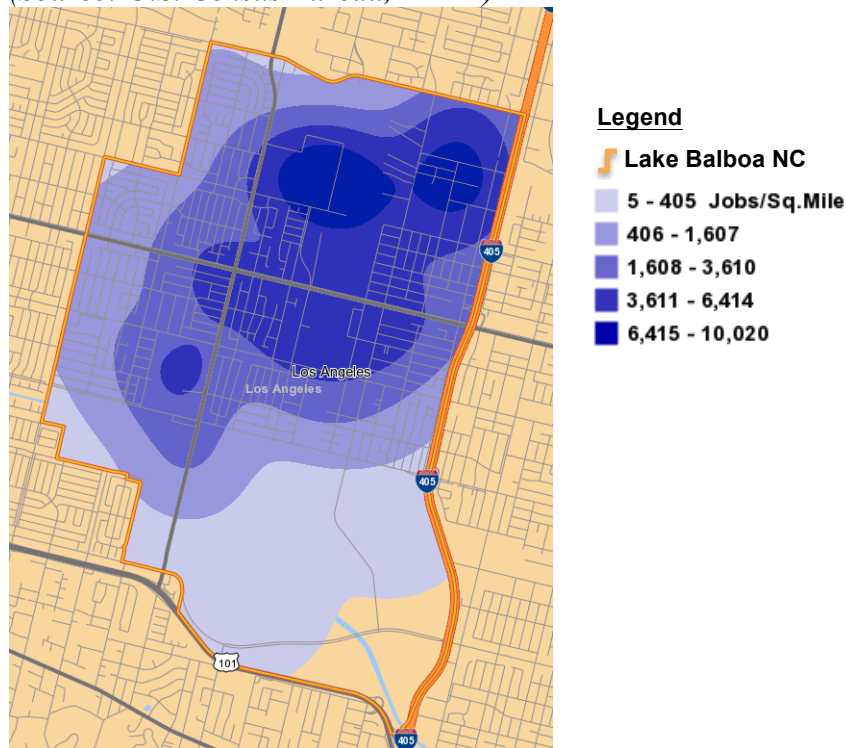 Legend
Lake Balboa NC
5 - 405 Jobs/Sq.Mile
406 - 1,607
1,608 - 3,610
3,611 - 6,414
6,415 - 10,020
405
Los Angeles
Los Angeles
405
101
405